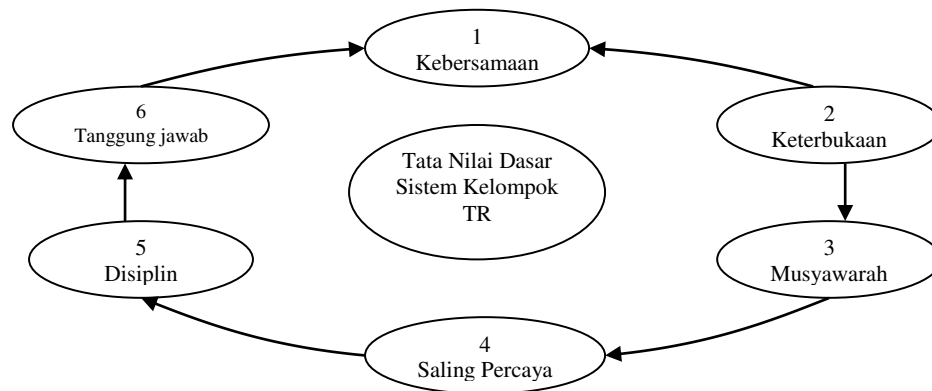 1
Kebersamaan
2
Keterbukaan
3
Musyawarah
4
Saling Percaya
5
Disiplin
6
Tanggung jawab
Tata Nilai Dasar
Sistem Kelompok
TR